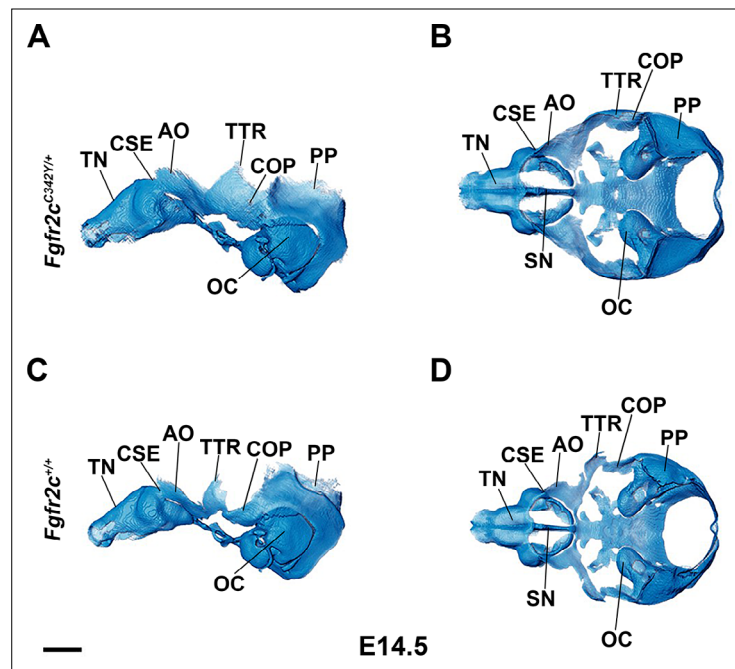 A
B
TTR
COP
CSE
AO
PP
TN
SN
OC
AO
TTR
CSE
COP
PP
TN
OC
Fgfr2c^C342Y/+
C
D
COP
TTR
AO
CSE
PP
TN
SN
OC
AO
TTR
COP
PP
CSE
TN
OC
Fgfr2c^+/+
E14.5